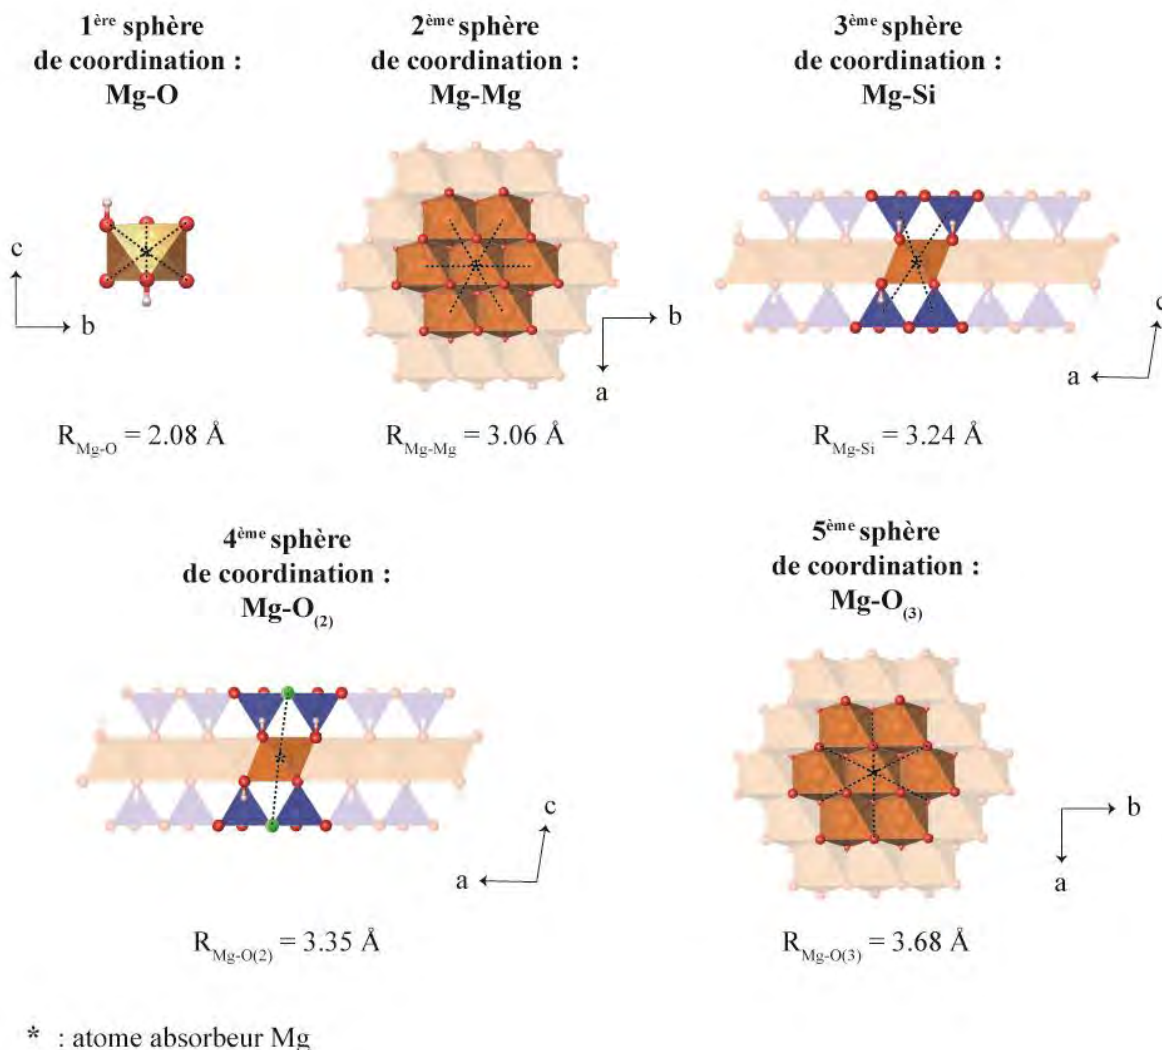 1ère sphère
de coordination :
Mg-O
2ème sphère
de coordination :
Mg-Mg
3ème sphère
de coordination :
Mg-Si
c
b
b
a
c
a
R Mg-O = 2.08 Å
R Mg-Mg = 3.06 Å
R Mg-Si = 3.24 Å
4ème sphère
de coordination :
Mg-O(2)
5ème sphère
de coordination :
Mg-O(3)
c
a
b
a
R Mg-O(2) = 3.35 Å
R Mg-O(3) = 3.68 Å
* : atome absorbeur Mg